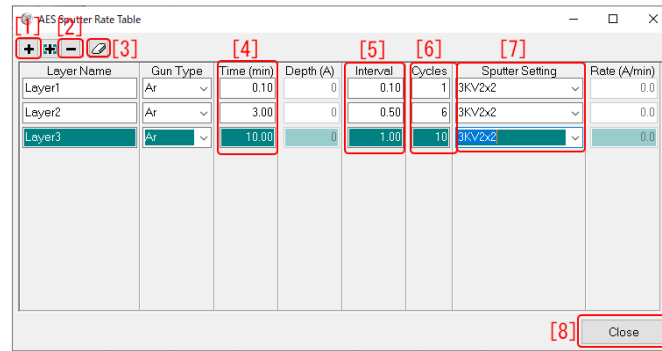 AES Sputter Rate Table
[1] [2] [3] [4] [5] [6] [7]
Layer Name Gun Type Time (min) Depth (A) Interval Cycles Sputter Setting Rate (A/min)
Layer1 Ar 0.10 0 0.10 1 3KV2x2 0.0
Layer2 Ar 3.00 0 0.50 6 3KV2x2 0.0
Layer3 Ar 10.00 0 1.00 10 3KV2x2 0.0
[8] Close